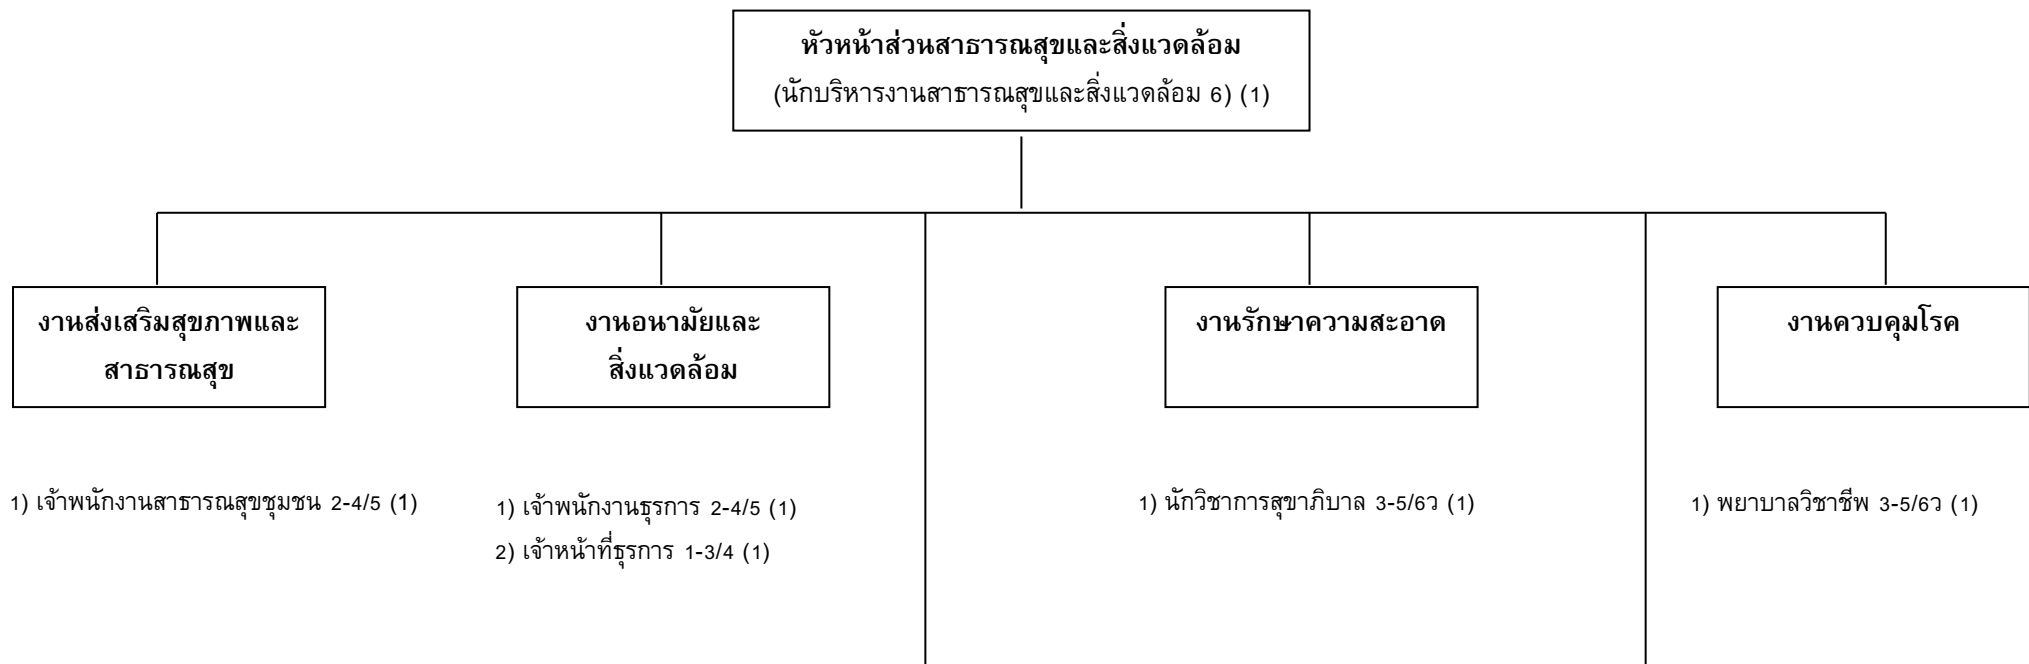 หัวหน้าส่วนสาธารณสุขและสิ่งแวดล้อม
(นักบริหารงานสาธารณสุขและสิ่งแวดล้อม 6) (1)
งานส่งเสริมสุขภาพและ
สาธารณสุข
งานอนามัยและ
สิ่งแวดล้อม
งานรักษาความสะอาด
งานควบคุมโรค
1) เจ้าพนักงานสาธารณสุขชุมชน 2-4/5 (1)
1) เจ้าพนักงานธุรการ 2-4/5 (1)
2) เจ้าหน้าที่ธุรการ 1-3/4 (1)
1) นักวิชาการสุขาภิบาล 3-5/6ว (1)
1) พยาบาลวิชาชีพ 3-5/6ว (1)